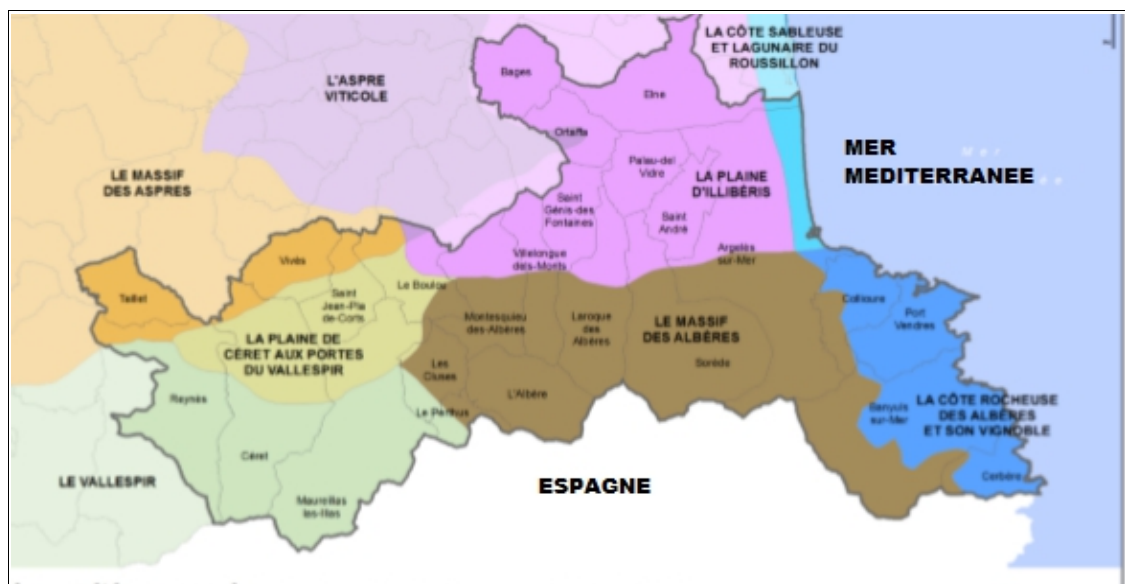 LA CÔTE SABLEUSE
ET LAGUNAIRE DU
ROUSSILLON
Bages
L'ASPRE
VITICOLE
Elne
Ortaffa
MER
MEDITERRANEE
LE MASSIF
DES ASPRES
Palau-del
Vidre
LA PLAINE
D'ILLIBÉRIS
Saint
Génis-des
Fontaines
Saint
André
Villelongue
dels-Monts
Argelès
sur-Mer
Vivès
Taillet
Le Boulou
Saint
Jean-Pla
de-Corts
Collioure
Port
Vendres
Montesquieu
des-Albères
Laroque
des
Albères
LE MASSIF
DES ALBÈRES
LA PLAINE DE
CÉRET AUX PORTES
DU VALLESPIR
Les
Cluses
Sorède
L'Albère
Reynès
Le Perthus
Banyuls
sur-Mer
LA CÔTE ROCHEUSE
DES ALBÈRES
ET SON VIGNOBLE
Céret
LE VALLESPIR
ESPAGNE
Cerbère
Maureillas
las-Illas